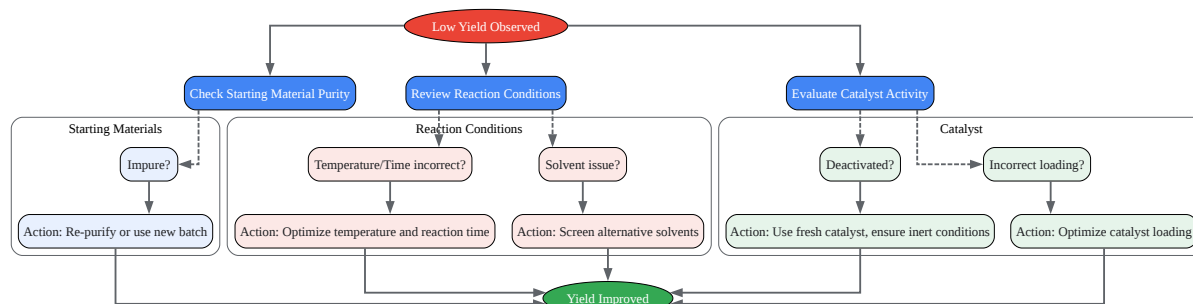 Low Yield Observed
Check Starting Material Purity
Review Reaction Conditions
Evaluate Catalyst Activity
Starting Materials
Reaction Conditions
Catalyst
Impure?
Temperature/Time incorrect?
Solvent issue?
Deactivated?
Incorrect loading?
Action: Re-purify or use new batch
Action: Optimize temperature and reaction time
Action: Screen alternative solvents
Action: Use fresh catalyst, ensure inert conditions
Action: Optimize catalyst loading
Yield Improved